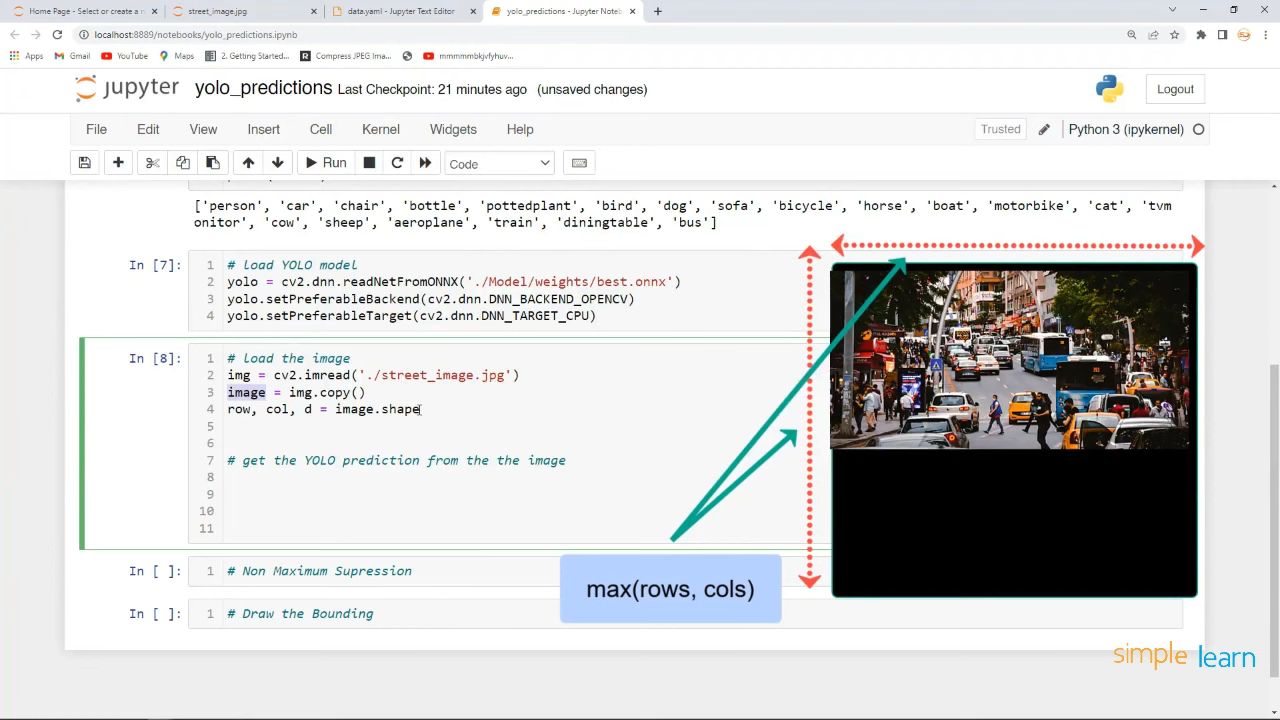 Home Page - Select or create a n
street_image.jpg
data.yaml - Jupyter Text Editor
yolo_predictions - Jupyter Noteb
localhost:8889/notebooks/yolo_predictions.ipynb
Apps
Gmail
YouTube
Maps
2. Getting Started...
Compress JPEG Ima...
mmmmmbkjvfyhuv...
jupyter yolo_predictions Last Checkpoint: 21 minutes ago (unsaved changes)
Logout
File Edit View Insert Cell Kernel Widgets Help
Trusted
Python 3 (ipykernel)
Run
Code
['person', 'car', 'chair', 'bottle', 'pottedplant', 'bird', 'dog', 'sofa', 'bicycle', 'horse', 'boat', 'motorbike', 'cat', 'tvm
onitor', 'cow', 'sheep', 'aeroplane', 'train', 'diningtable', 'bus']
In [7]:
1 # load YOLO model
2 yolo = cv2.dnn.readNetFromONNX('./Model/weights/best.onnx')
3 yolo.setPreferableBackend(cv2.dnn.DNN_BACKEND_OPENCV)
4 yolo.setPreferableTarget(cv2.dnn.DNN_TARGET_CPU)
In [8]:
1 # load the image
2 img = cv2.imread('./street_image.jpg')
3 image = img.copy()
4 row, col, d = image.shape
5
6
7 # get the YOLO prediction from the the image
8
9
10
11
In [ ]:
1 # Non Maximum Supression
In [ ]:
1 # Draw the Bounding
max(rows, cols)
simplelearn